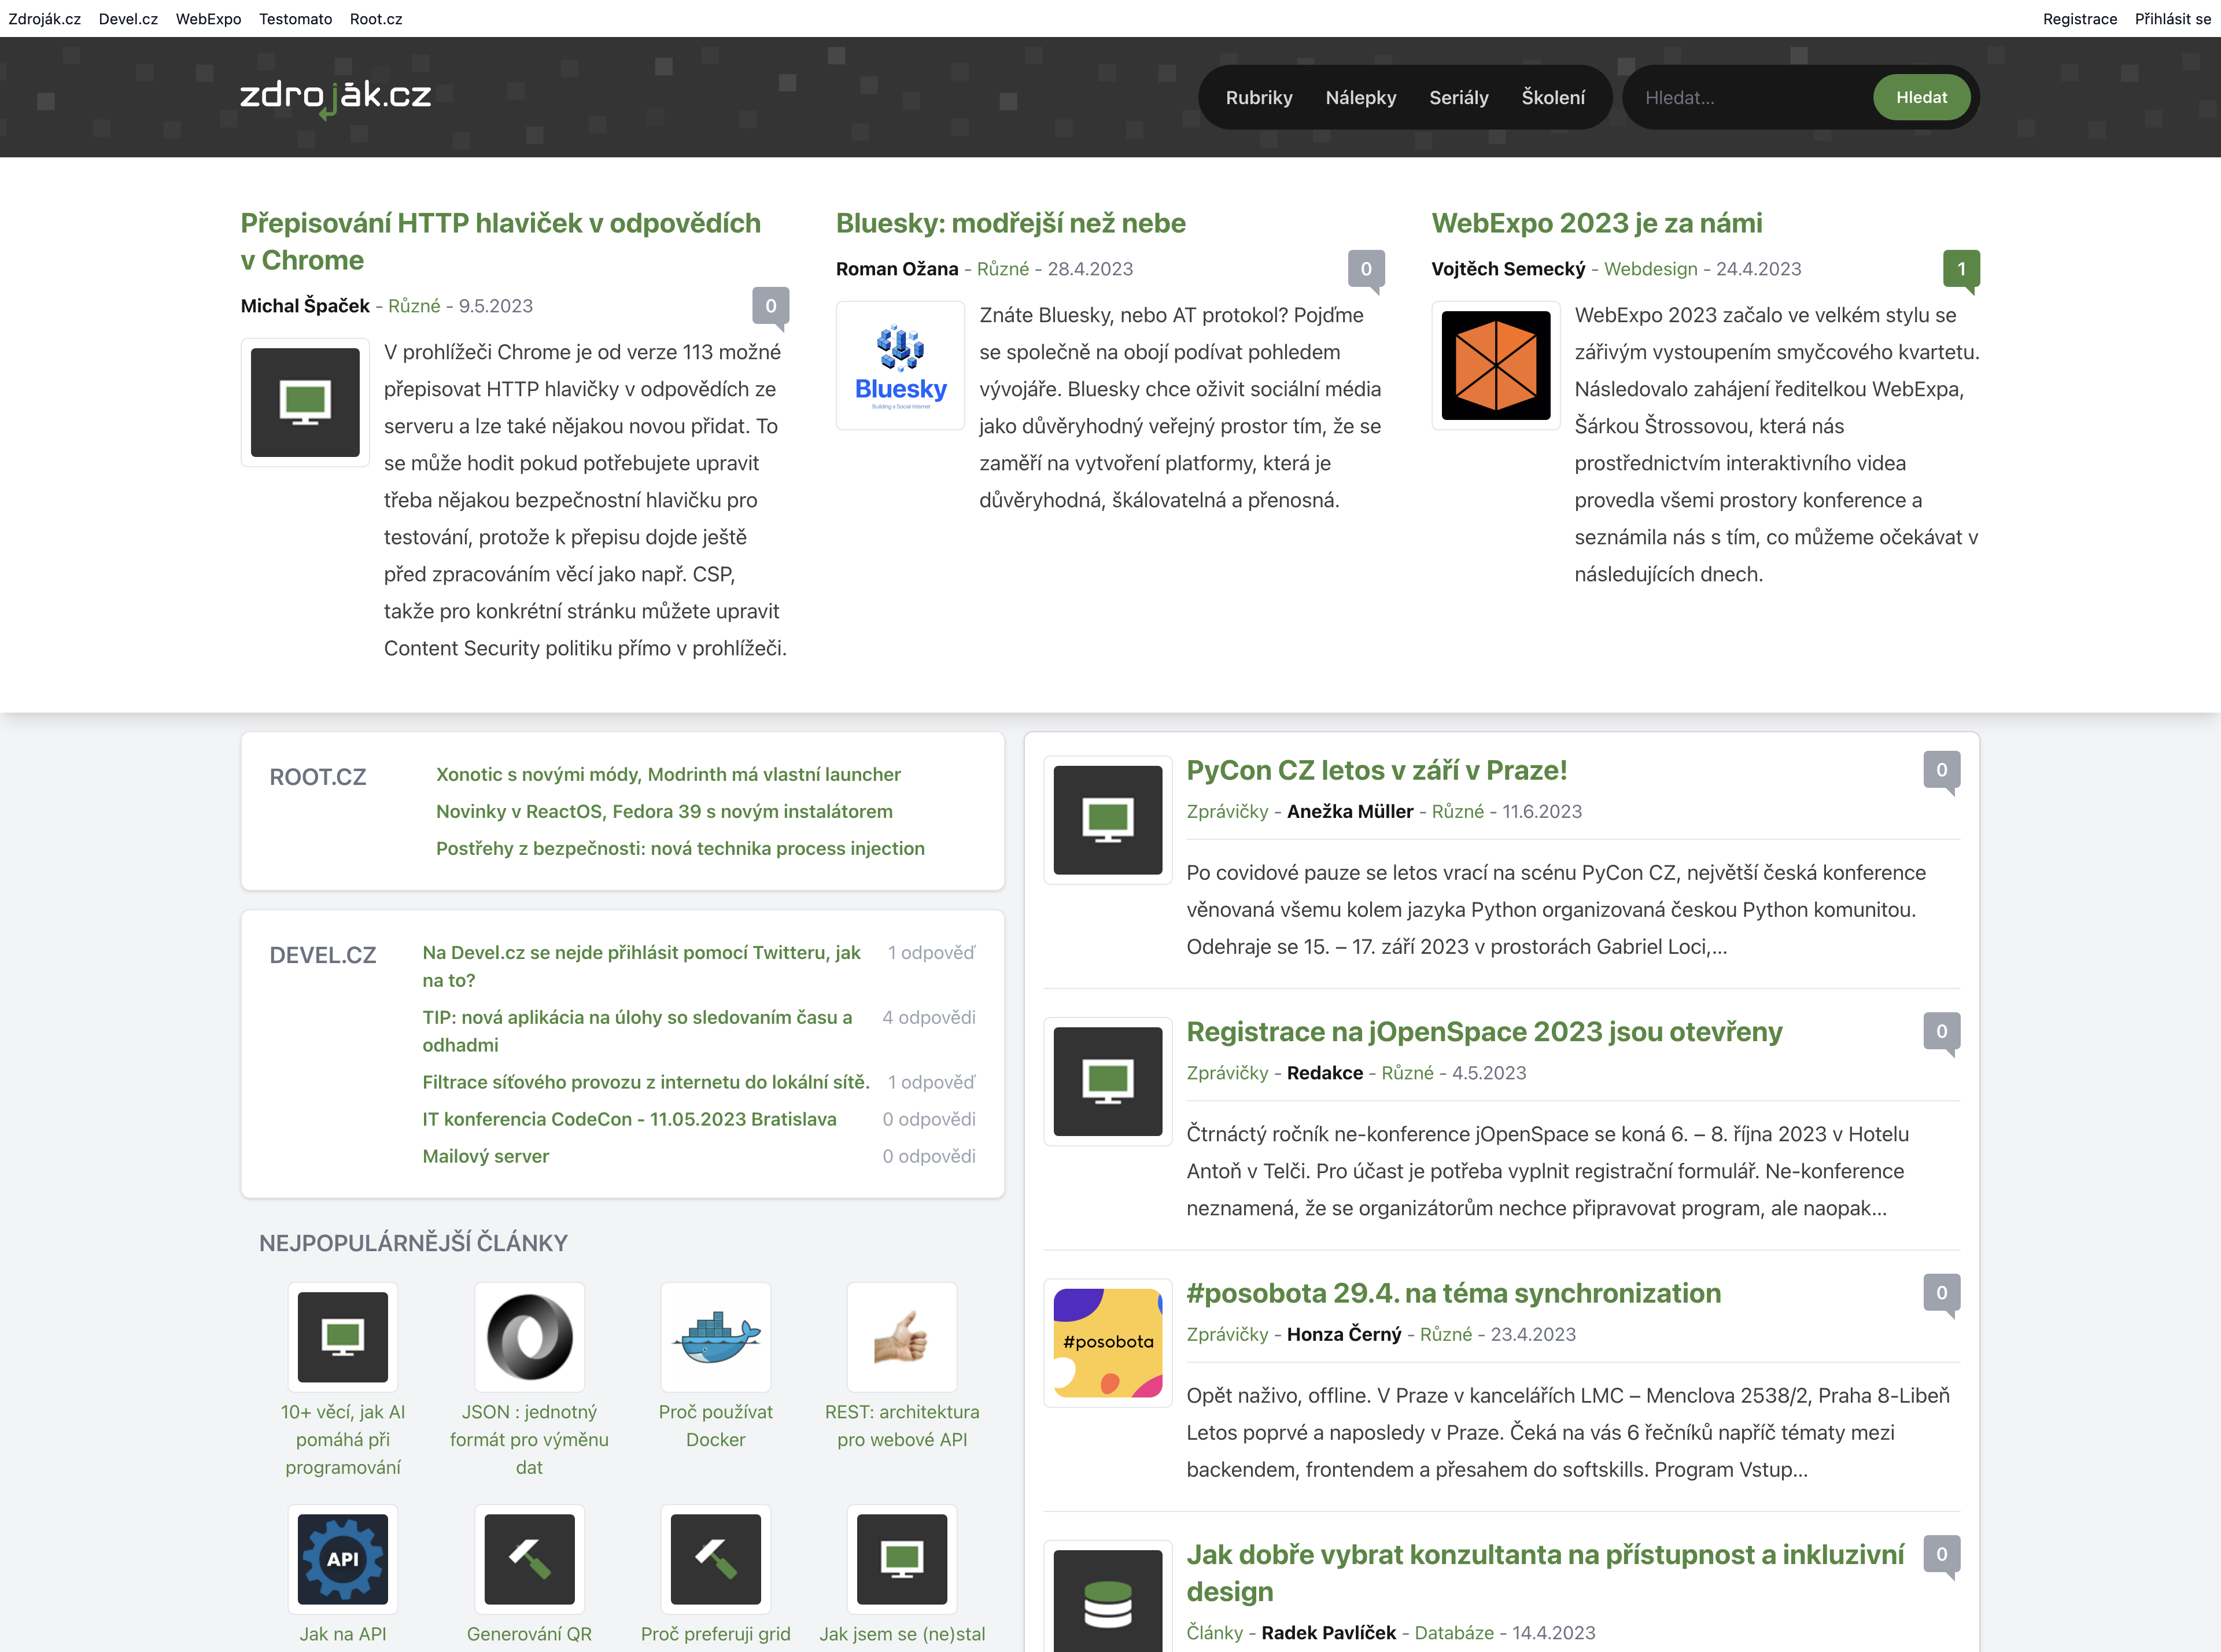 Zdroják.cz Devel.cz WebExpo Testomato Root.cz
Registrace Přihlásit se
zdroják.cz
Rubriky Nálepky Seriály Školení
Hledat...
Hledat
Přepisování HTTP hlaviček v odpovědích
v Chrome
Michal Špaček - Různé - 9.5.2023
0
V prohlížeči Chrome je od verze 113 možné
přepisovat HTTP hlavičky v odpovědích ze
serveru a lze také nějakou novou přidat. To
se může hodit pokud potřebujete upravit
třeba nějakou bezpečnostní hlavičku pro
testování, protože k přepisu dojde ještě
před zpracováním věcí jako např. CSP,
takže pro konkrétní stránku můžete upravit
Content Security politiku přímo v prohlížeči.
Bluesky: modřejší než nebe
Roman Ožana - Různé - 28.4.2023
0
Bluesky
Building a Social Internet
Znáte Bluesky, nebo AT protokol? Pojďme
se společně na obojí podívat pohledem
vývojáře. Bluesky chce oživit sociální média
jako důvěryhodný veřejný prostor tím, že se
zaměří na vytvoření platformy, která je
důvěryhodná, škálovatelná a přenosná.
WebExpo 2023 je za námi
Vojtěch Semecký - Webdesign - 24.4.2023
1
WebExpo 2023 začalo ve velkém stylu se
zářivým vystoupením smyčcového kvartetu.
Následovalo zahájení ředitelkou WebExpa,
Šárkou Štrossovou, která nás
prostřednictvím interaktivního videa
provedla všemi prostory konference a
seznámila nás s tím, co můžeme očekávat v
následujících dnech.
ROOT.CZ
Xonotic s novými módy, Modrinth má vlastní launcher
Novinky v ReactOS, Fedora 39 s novým instalátorem
Postřehy z bezpečnosti: nová technika process injection
DEVEL.CZ
Na Devel.cz se nejde přihlásit pomocí Twitteru, jak
na to?
1 odpověď
TIP: nová aplikácia na úlohy so sledovaním času a
odhadmi
4 odpovědi
Filtrace síťového provozu z internetu do lokální sítě.
1 odpověď
IT konferencia CodeCon - 11.05.2023 Bratislava
0 odpovědi
Mailový server
0 odpovědi
NEJPOPULÁRNĚJŠÍ ČLÁNKY
10+ věcí, jak AI
pomáhá při
programování
JSON : jednotný
formát pro výměnu
dat
Proč používat
Docker
REST: architektura
pro webové API
API
Jak na API
Generování QR
Proč preferuji grid
Jak jsem se (ne)stal
PyCon CZ letos v září v Praze!
0
Zprávičky - Anežka Müller - Různé - 11.6.2023
Po covidové pauze se letos vrací na scénu PyCon CZ, největší česká konference
věnovaná všemu kolem jazyka Python organizovaná českou Python komunitou.
Odehraje se 15. – 17. září 2023 v prostorách Gabriel Loci,...
Registrace na jOpenSpace 2023 jsou otevřeny
0
Zprávičky - Redakce - Různé - 4.5.2023
Čtrnáctý ročník ne-konference jOpenSpace se koná 6. – 8. října 2023 v Hotelu
Antoň v Telči. Pro účast je potřeba vyplnit registrační formulář. Ne-konference
neznamená, že se organizátorům nechce připravovat program, ale naopak...
#posobota
#posobota 29.4. na téma synchronization
0
Zprávičky - Honza Černý - Různé - 23.4.2023
Opět naživo, offline. V Praze v kancelářích LMC – Menclova 2538/2, Praha 8-Libeň
Letos poprvé a naposledy v Praze. Čeká na vás 6 řečníků napříč tématy mezi
backendem, frontendem a přesahem do softskills. Program Vstup...
Jak dobře vybrat konzultanta na přístupnost a inkluzivní
design
0
Články - Radek Pavlíček - Databáze - 14.4.2023